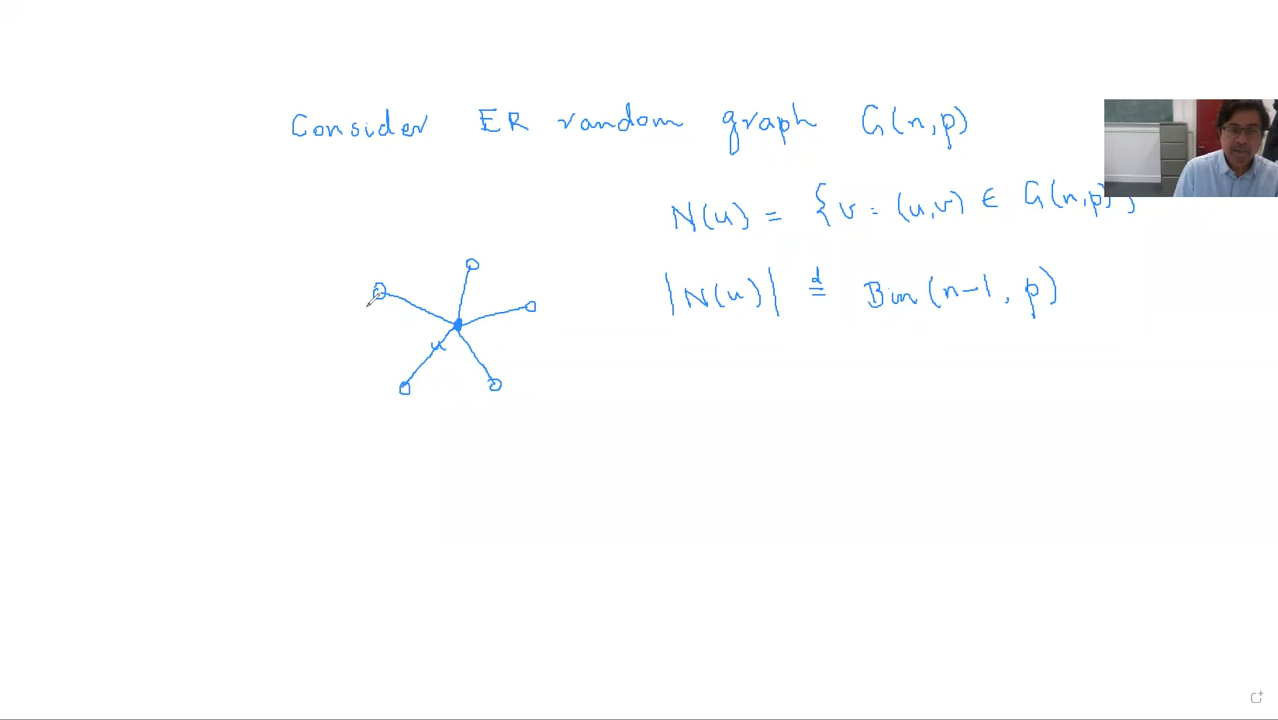 Consider ER random graph G(n,p)
N(u) = {v : (u,v) ∈ G(n,p)}
|N(u)| d= Bin(n-1, p)
u